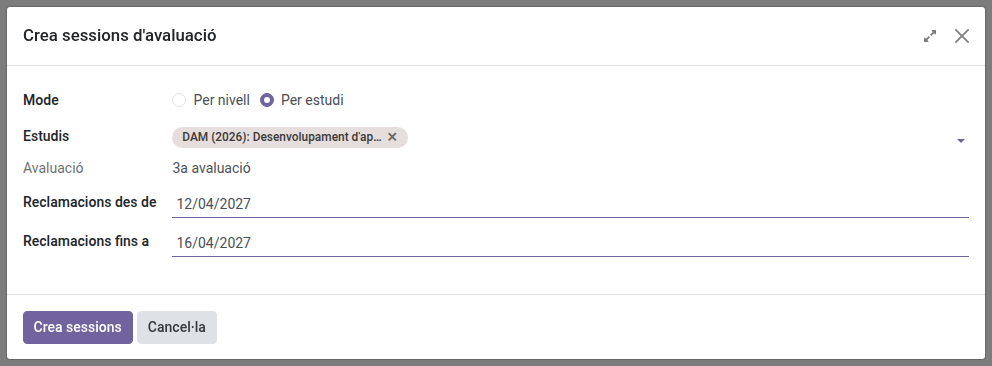 Crea sessions d'avaluació
Mode Per nivell Per estudi
Estudis DAM (2026): Desenvolupament d'ap...
Avaluació 3a avaluació
Reclamacions des de 12/04/2027
Reclamacions fins a 16/04/2027
Crea sessions Cancel·la